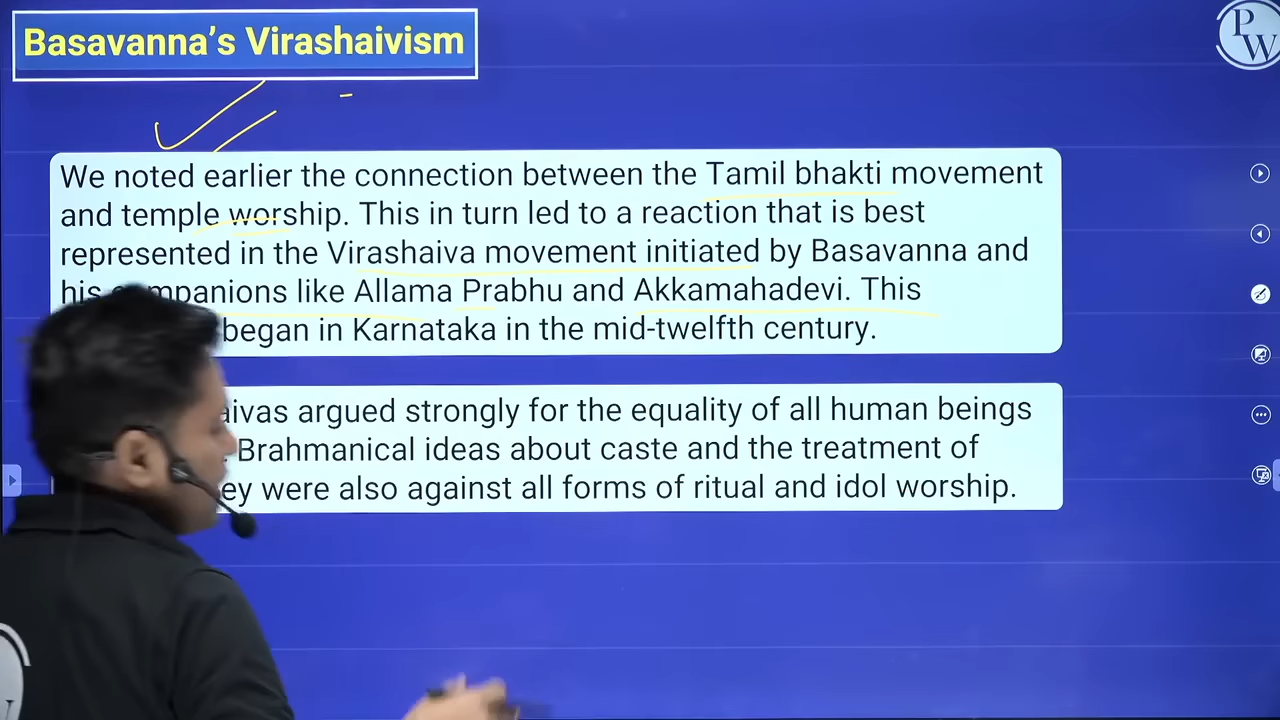 Basavanna's Virashaivism
P
W
We noted earlier the connection between the Tamil bhakti movement
and temple worship. This in turn led to a reaction that is best
represented in the Virashaiva movement initiated by Basavanna and
his companions like Allama Prabhu and Akkamahadevi. This
began in Karnataka in the mid-twelfth century.
argued strongly for the equality of all human beings
Brahmanical ideas about caste and the treatment of
were also against all forms of ritual and idol worship.